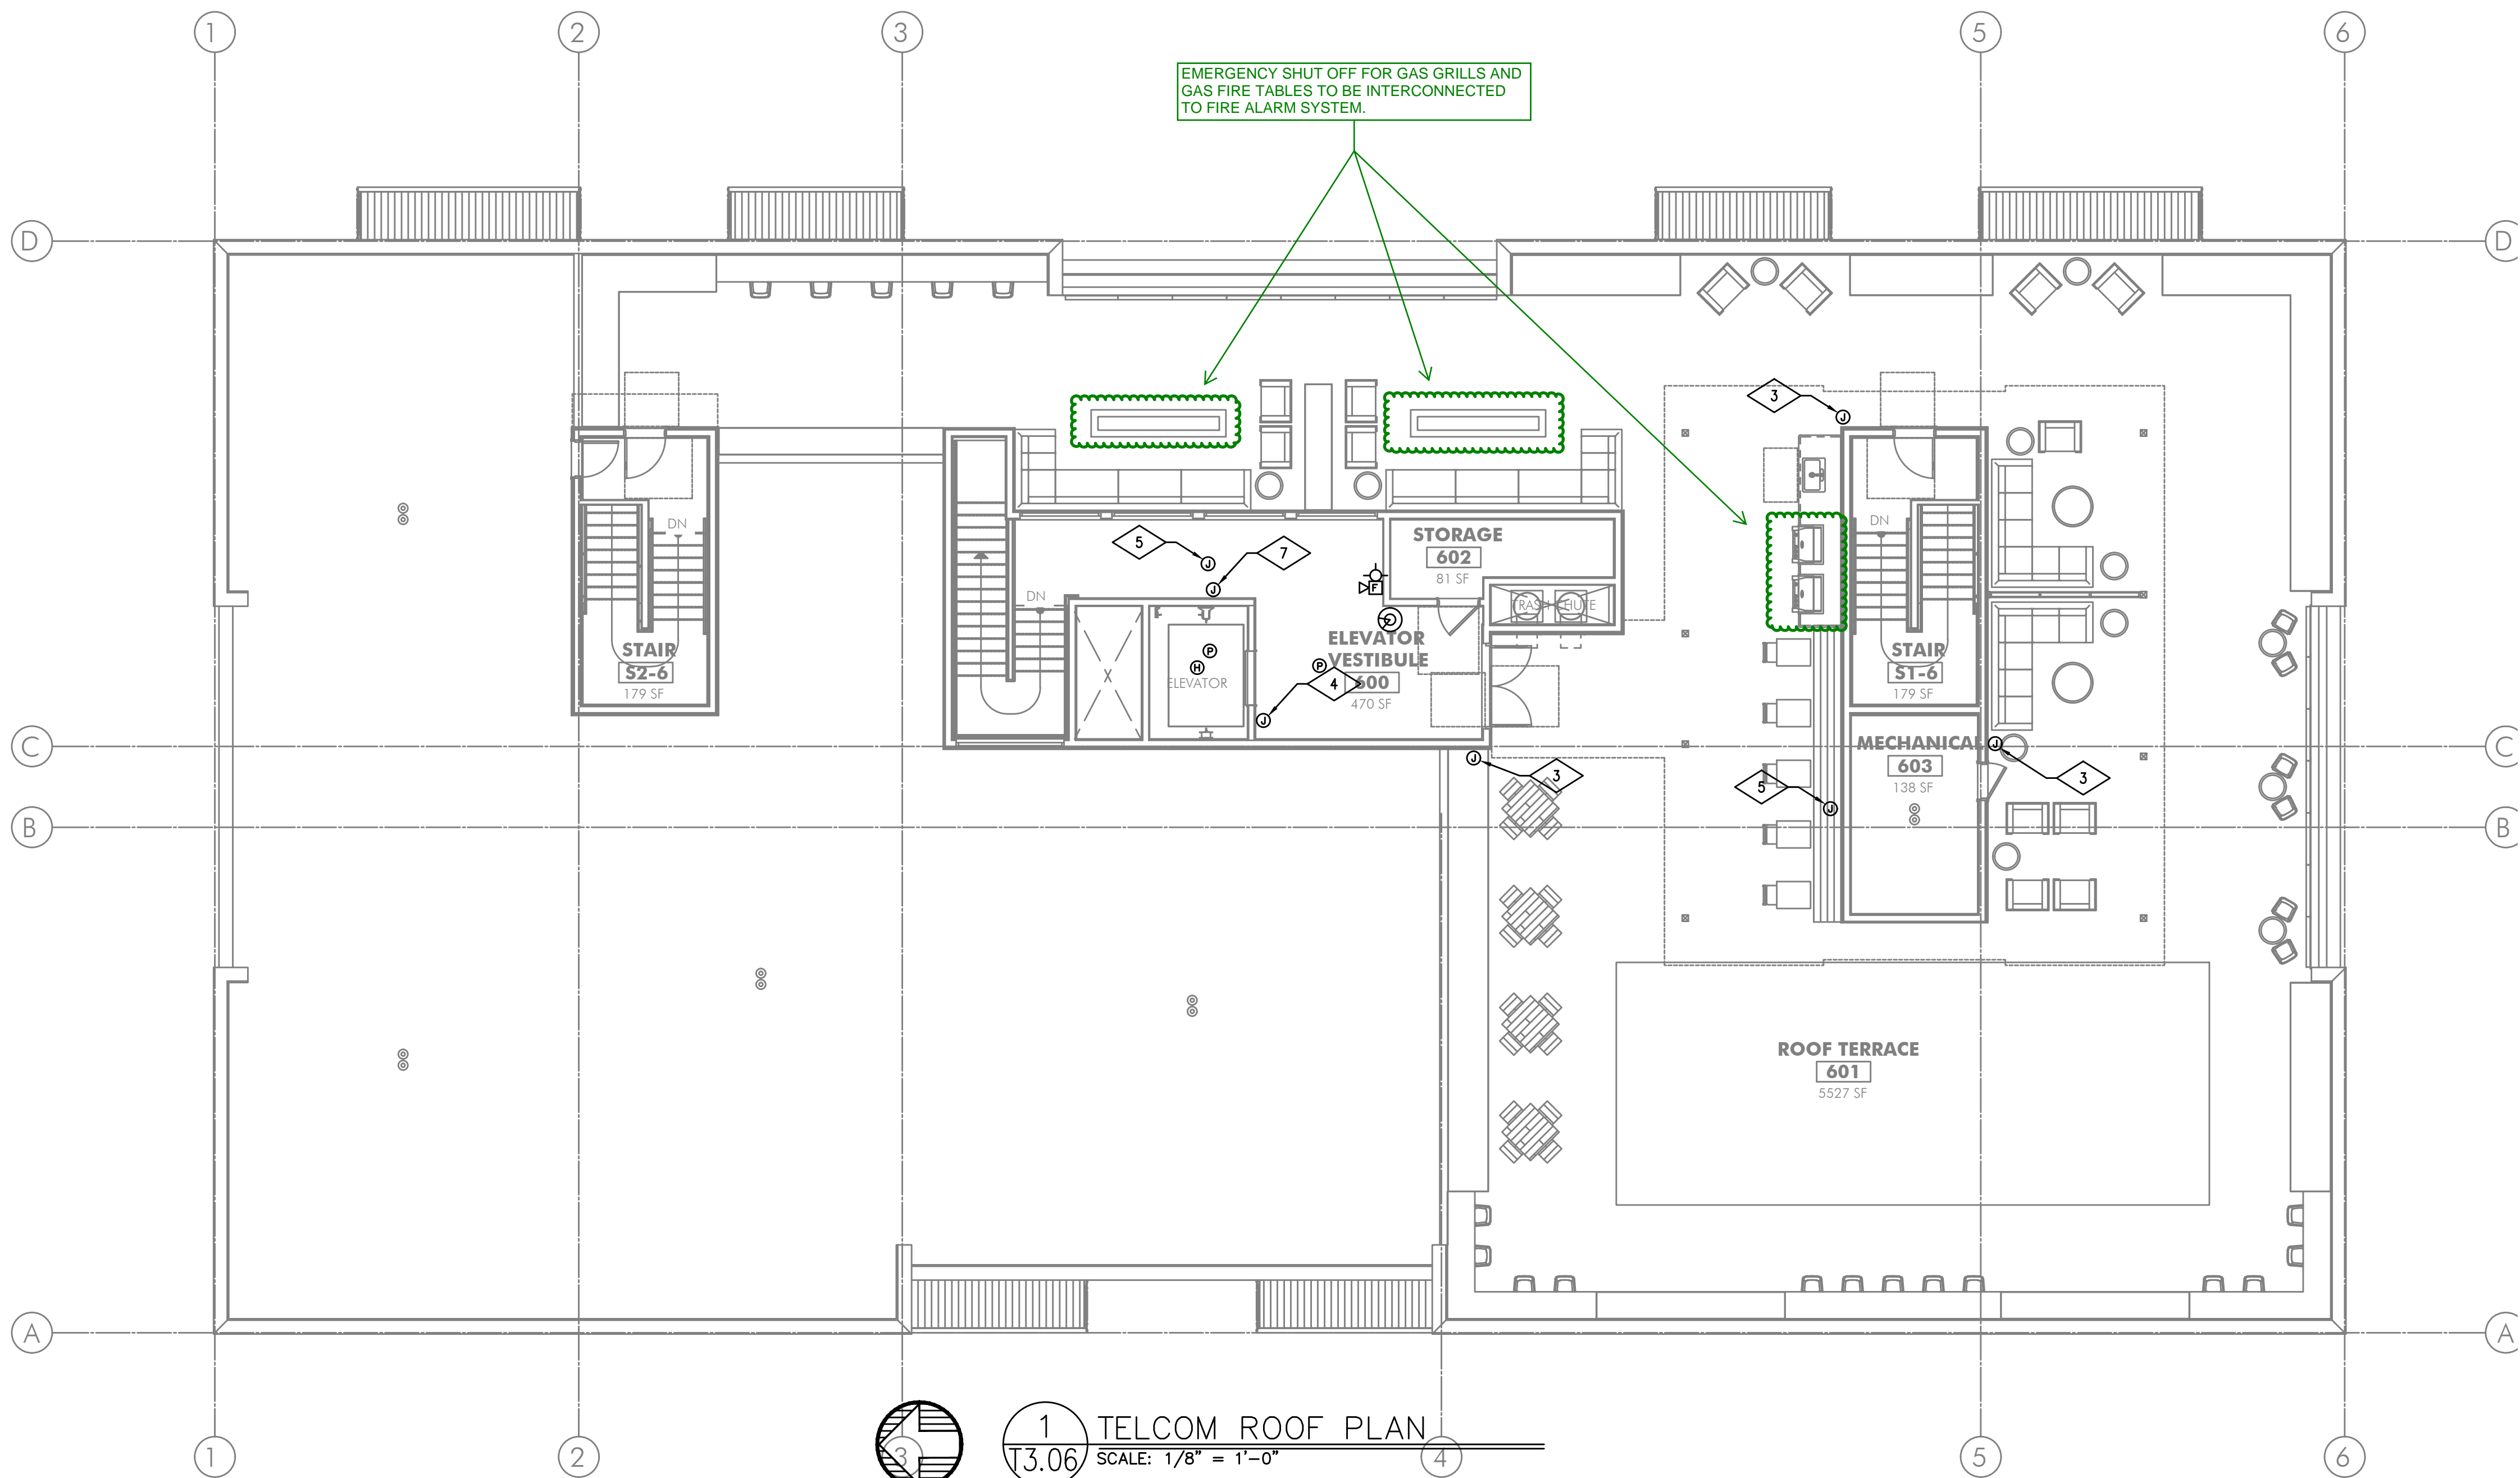 1
2
3
5
6
EMERGENCY SHUT OFF FOR GAS GRILLS AND
GAS FIRE TABLES TO BE INTERCONNECTED
TO FIRE ALARM SYSTEM.
D
D
3
J
DN
STAIR
S2-6
179 SF
5
J
7
J
STORAGE
602
81 SF
F
TRASH CHUTE
DN
X
P
H
ELEVATOR
P
ELEVATOR
VESTIBULE
600
470 SF
4
J
DN
STAIR
S1-6
179 SF
C
C
J
3
MECHANICAL
603
138 SF
J
3
5
J
B
B
ROOF TERRACE
601
5527 SF
A
A
1
T3.06
TELCOM ROOF PLAN
SCALE: 1/8" = 1'-0"
1
2
3
4
5
6